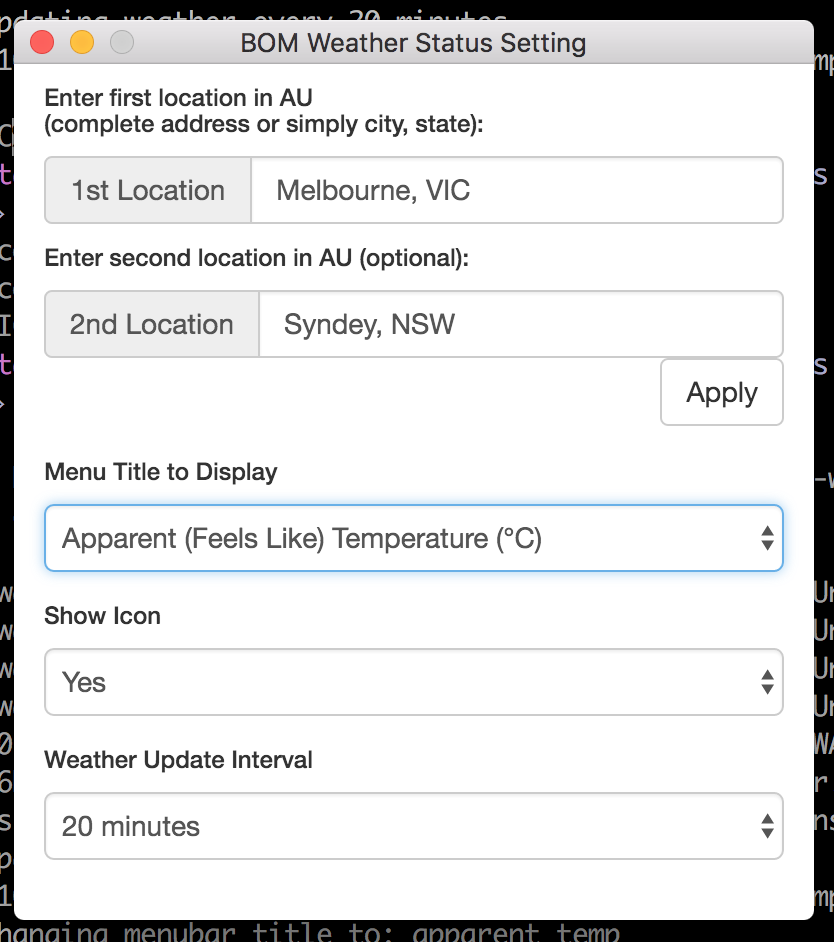 pdating weather every 20 minutes
BOM Weather Status Setting
Enter first location in AU
(complete address or simply city, state):
1st Location Melbourne, VIC
Enter second location in AU (optional):
2nd Location Syndey, NSW
Apply
Menu Title to Display
Apparent (Feels Like) Temperature (°C)
Show Icon
Yes
Weather Update Interval
20 minutes
hanging menubar title to: apparent_temp